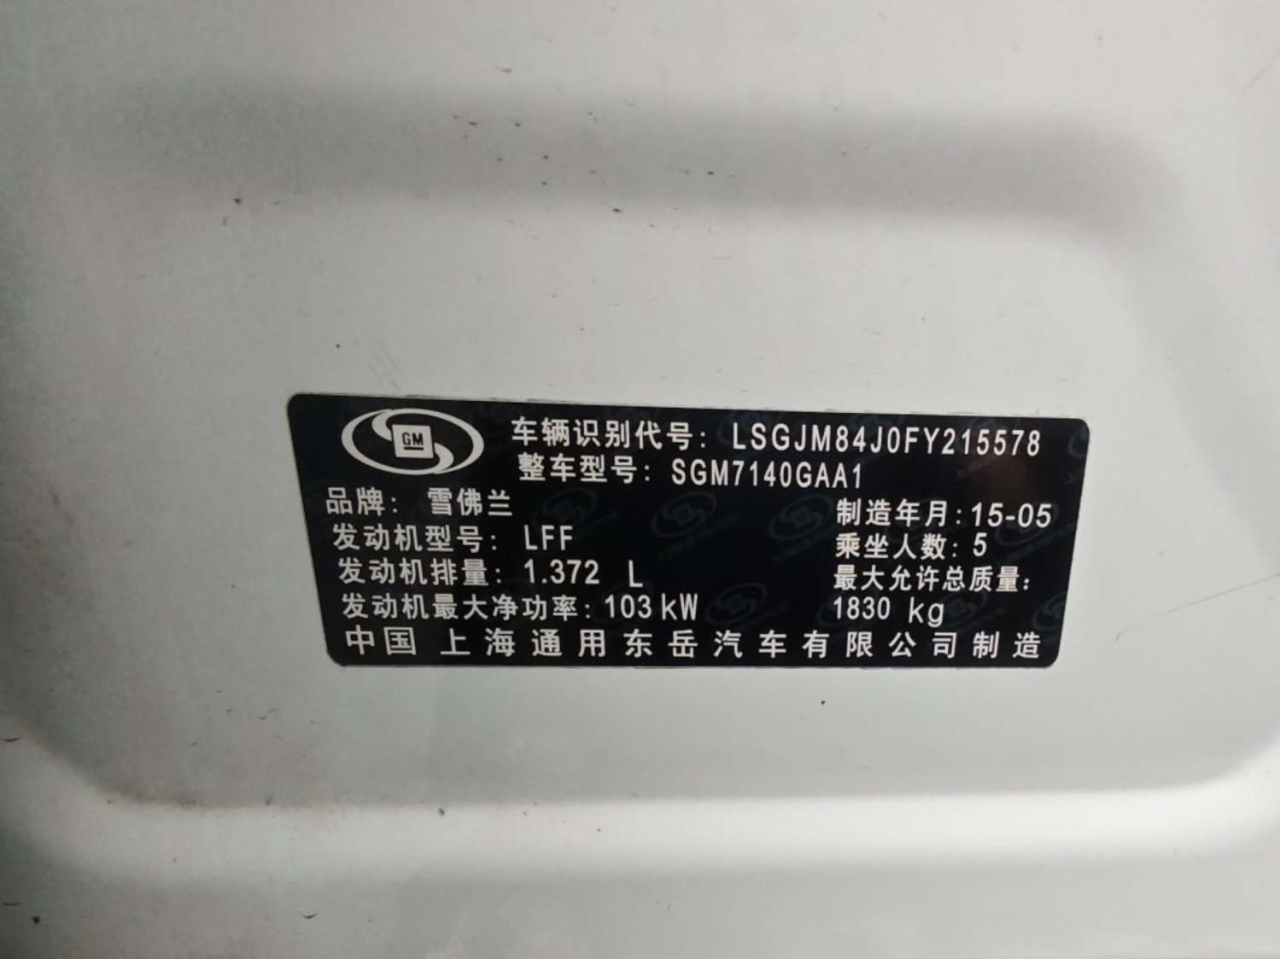 GM
车辆识别代号: LSGJM84J0FY215578
整车型号: SGM7140GAA1
品牌: 雪佛兰
制造年月: 15-05
发动机型号: LFF
乘坐人数: 5
发动机排量: 1.372 L
最大允许总质量:
发动机最大净功率: 103kW
1830 kg
中国 上海通用东岳汽车有限公司制造